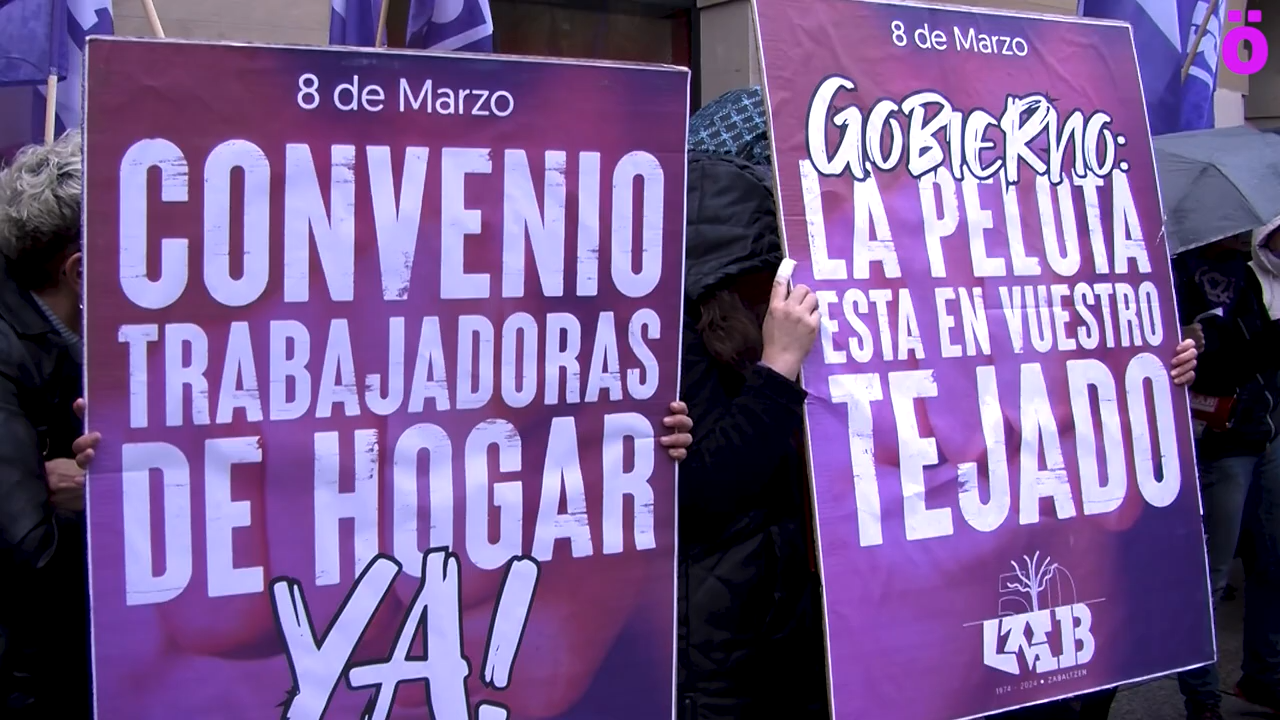 8 de Marzo
CONVENIO
TRABAJADORAS
DE HOGAR
YA!
8 de Marzo
GOBIERNO:
LA PELOTA
ESTA EN VUESTRO
TEJADO
50
LAB
1974 - 2024 • ZABALTZEN
ö